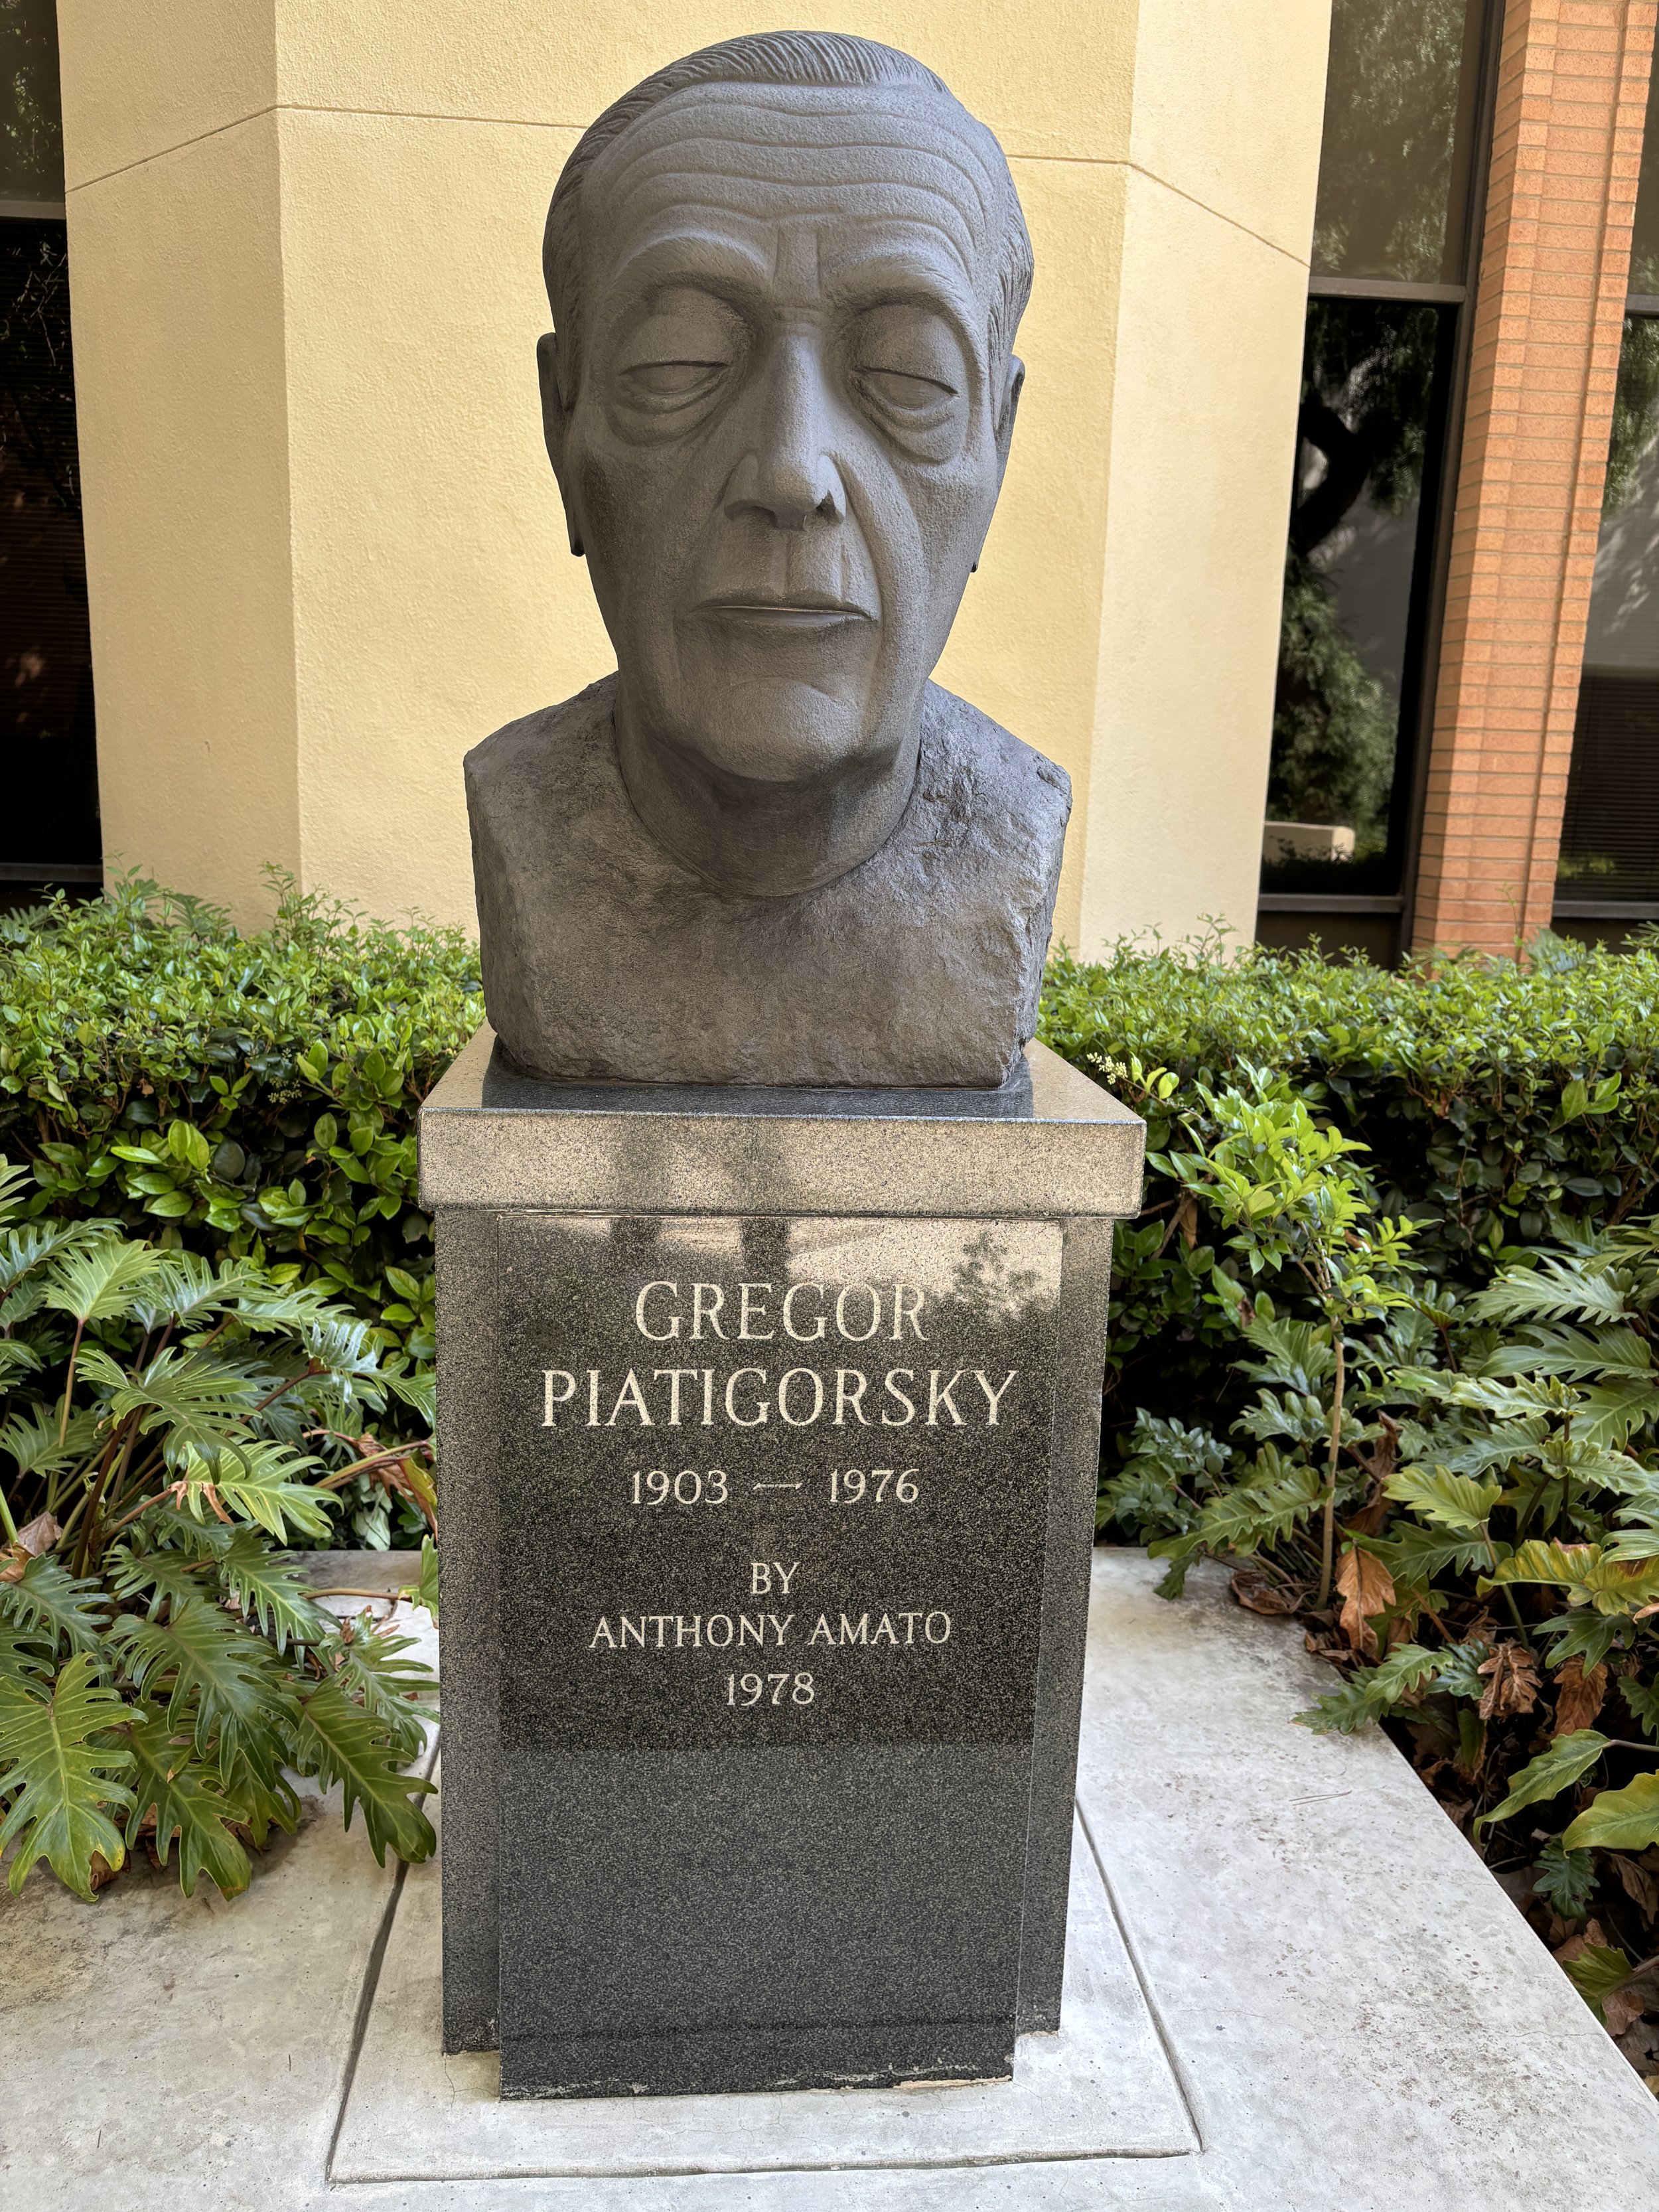 GREGOR
PIATIGORSKY
1903 — 1976
BY
ANTHONY AMATO
1978